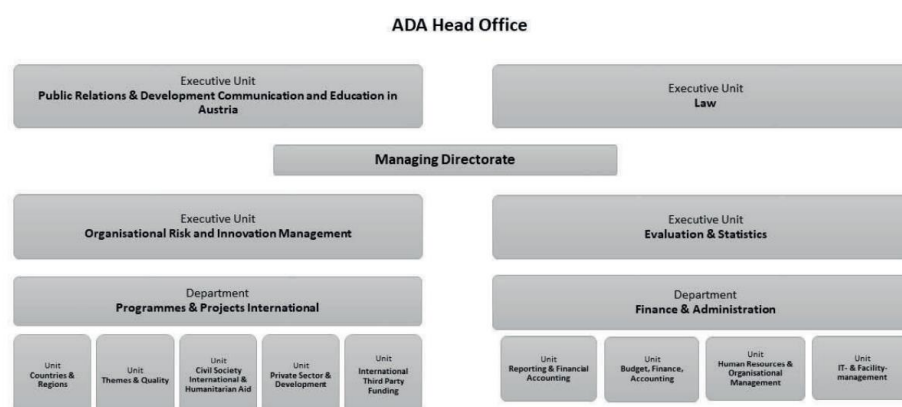 ADA Head Office
Executive Unit
Public Relations & Development Communication and Education in
Austria
Executive Unit
Law
Managing Directorate
Executive Unit
Organisational Risk and Innovation Management
Executive Unit
Evaluation & Statistics
Department
Programmes & Projects International
Department
Finance & Administration
Unit
Countries &
Regions
Unit
Themes & Quality
Unit
Civil Society
International &
Humanitarian Aid
Unit
Private Sector &
Development
Unit
International
Third Party
Funding
Unit
Reporting & Financial
Accounting
Unit
Budget, Finance,
Accounting
Unit
Human Resources &
Organisational
Management
Unit
IT- & Facility-
management